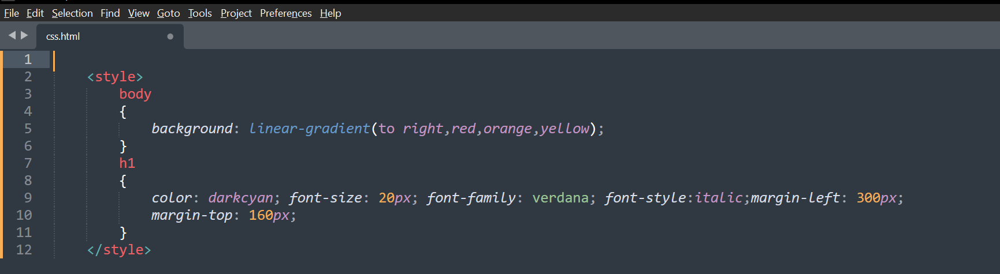 File Edit Selection Find View Goto Tools Project Preferences Help
css.html
1
2 <style>
3 body
4 {
5 background: linear-gradient(to right,red,orange,yellow);
6 }
7 h1
8 {
9 color: darkcyan; font-size: 20px; font-family: verdana; font-style:italic;margin-left: 300px;
10 margin-top: 160px;
11 }
12 </style>